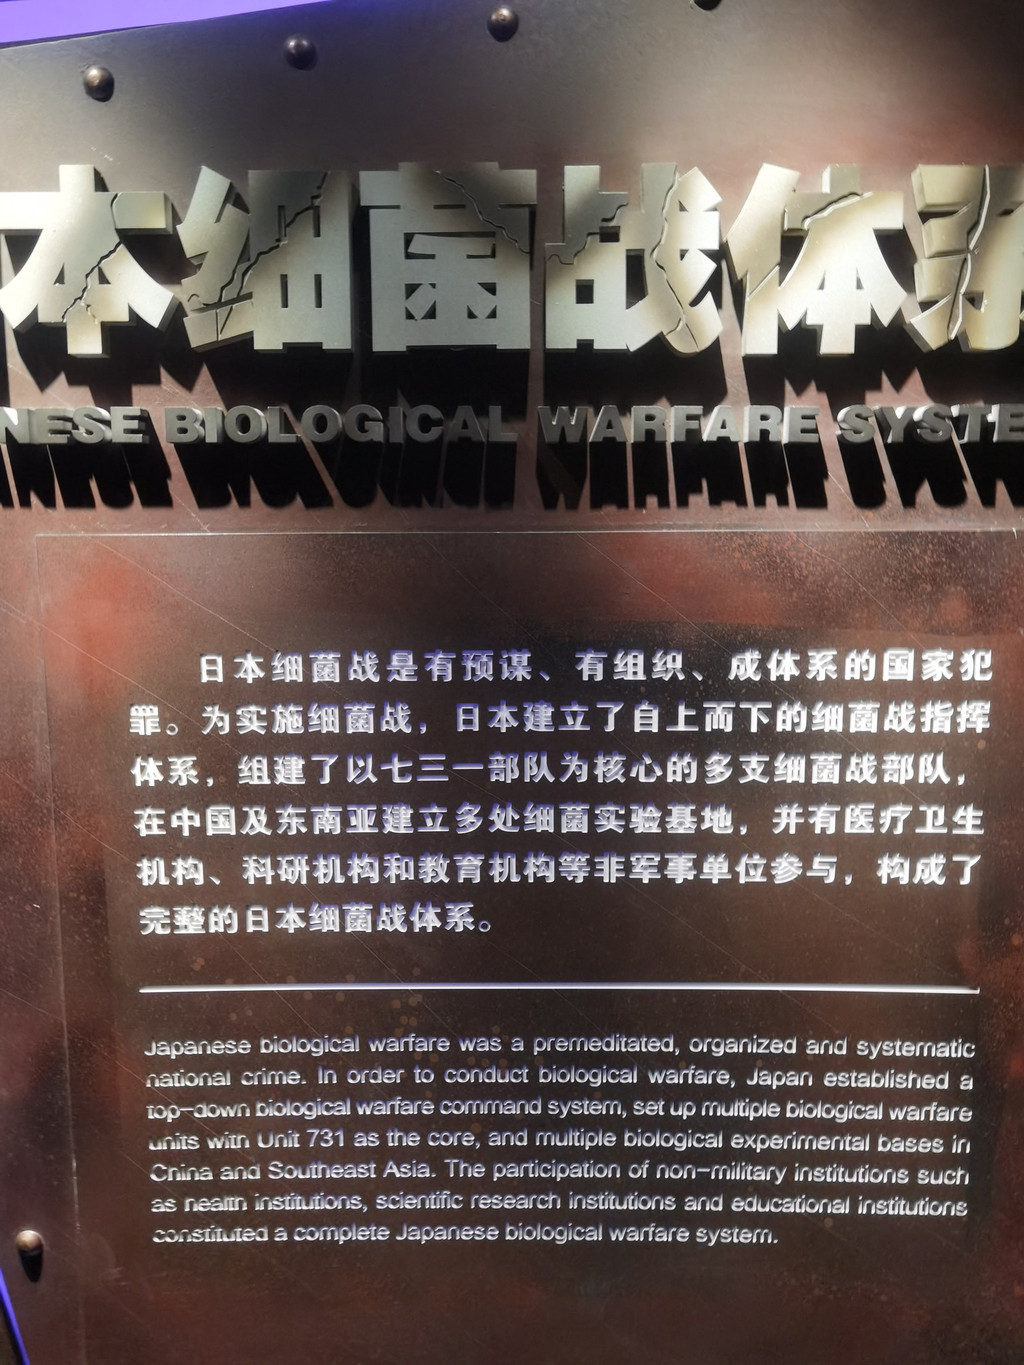 本细菌战体系
NESE BIOLOGICAL WARFARE SYSTE
日本细菌战是有预谋、有组织、成体系的国家犯
罪。为实施细菌战，日本建立了自上而下的细菌战指挥
体系，组建了以七三一部队为核心的多支细菌战部队，
在中国及东南亚建立多处细菌实验基地，并有医疗卫生
机构、科研机构和教育机构等非军事单位参与，构成了
完整的日本细菌战体系。
Japanese biological warfare was a premeditated, organized and systematic
national crime. In order to conduct biological warfare, Japan established a
top-down biological warfare command system, set up multiple biological warfare
units with Unit 731 as the core, and multiple biological experimental bases in
China and Southeast Asia. The participation of non-military institutions such
as health institutions, scientific research institutions and educational institutions
constituted a complete Japanese biological warfare system.